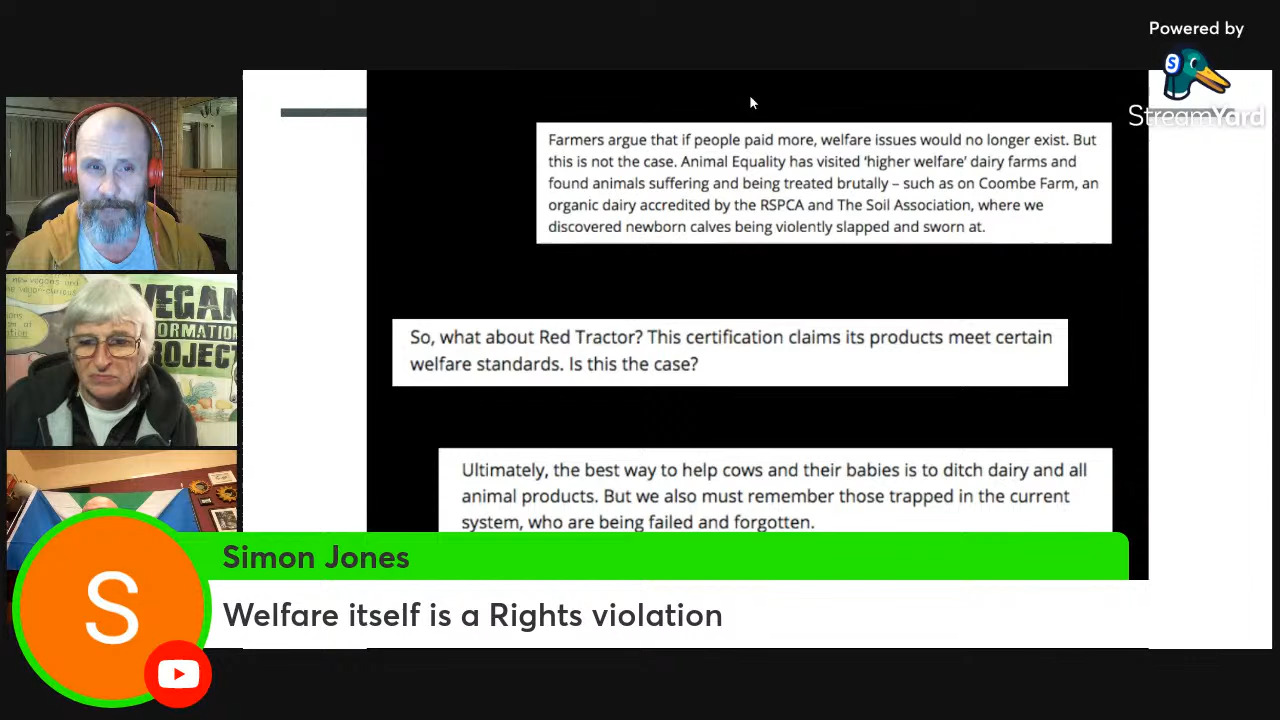 Powered by
S
StreamYard
Farmers argue that if people paid more, welfare issues would no longer exist. But
this is not the case. Animal Equality has visited ‘higher welfare’ dairy farms and
found animals suffering and being treated brutally – such as on Coombe Farm, an
organic dairy accredited by the RSPCA and The Soil Association, where we
discovered newborn calves being violently slapped and sworn at.
So, what about Red Tractor? This certification claims its products meet certain
welfare standards. Is this the case?
Ultimately, the best way to help cows and their babies is to ditch dairy and all
animal products. But we also must remember those trapped in the current
system, who are being failed and forgotten.
new vegans and
VEGAN
ORMATION
ROJECT
Simon Jones
S
Welfare itself is a Rights violation